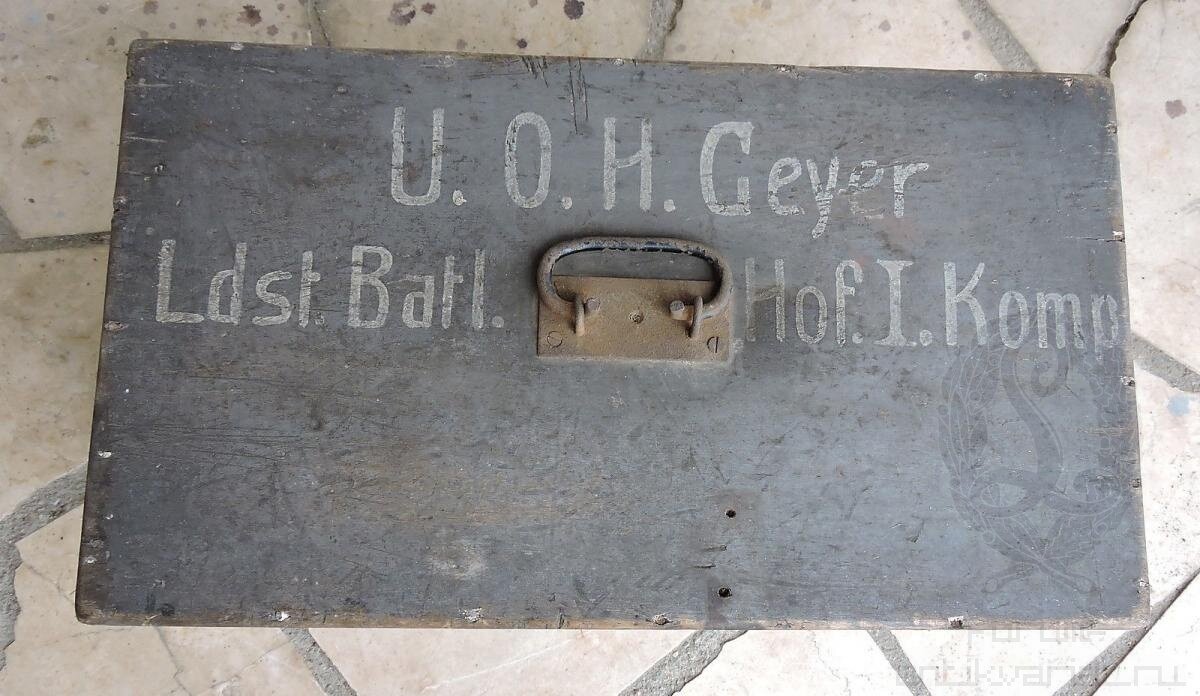 U. O. H. Geyer
Ldst. Batl. Hof. I. Komp